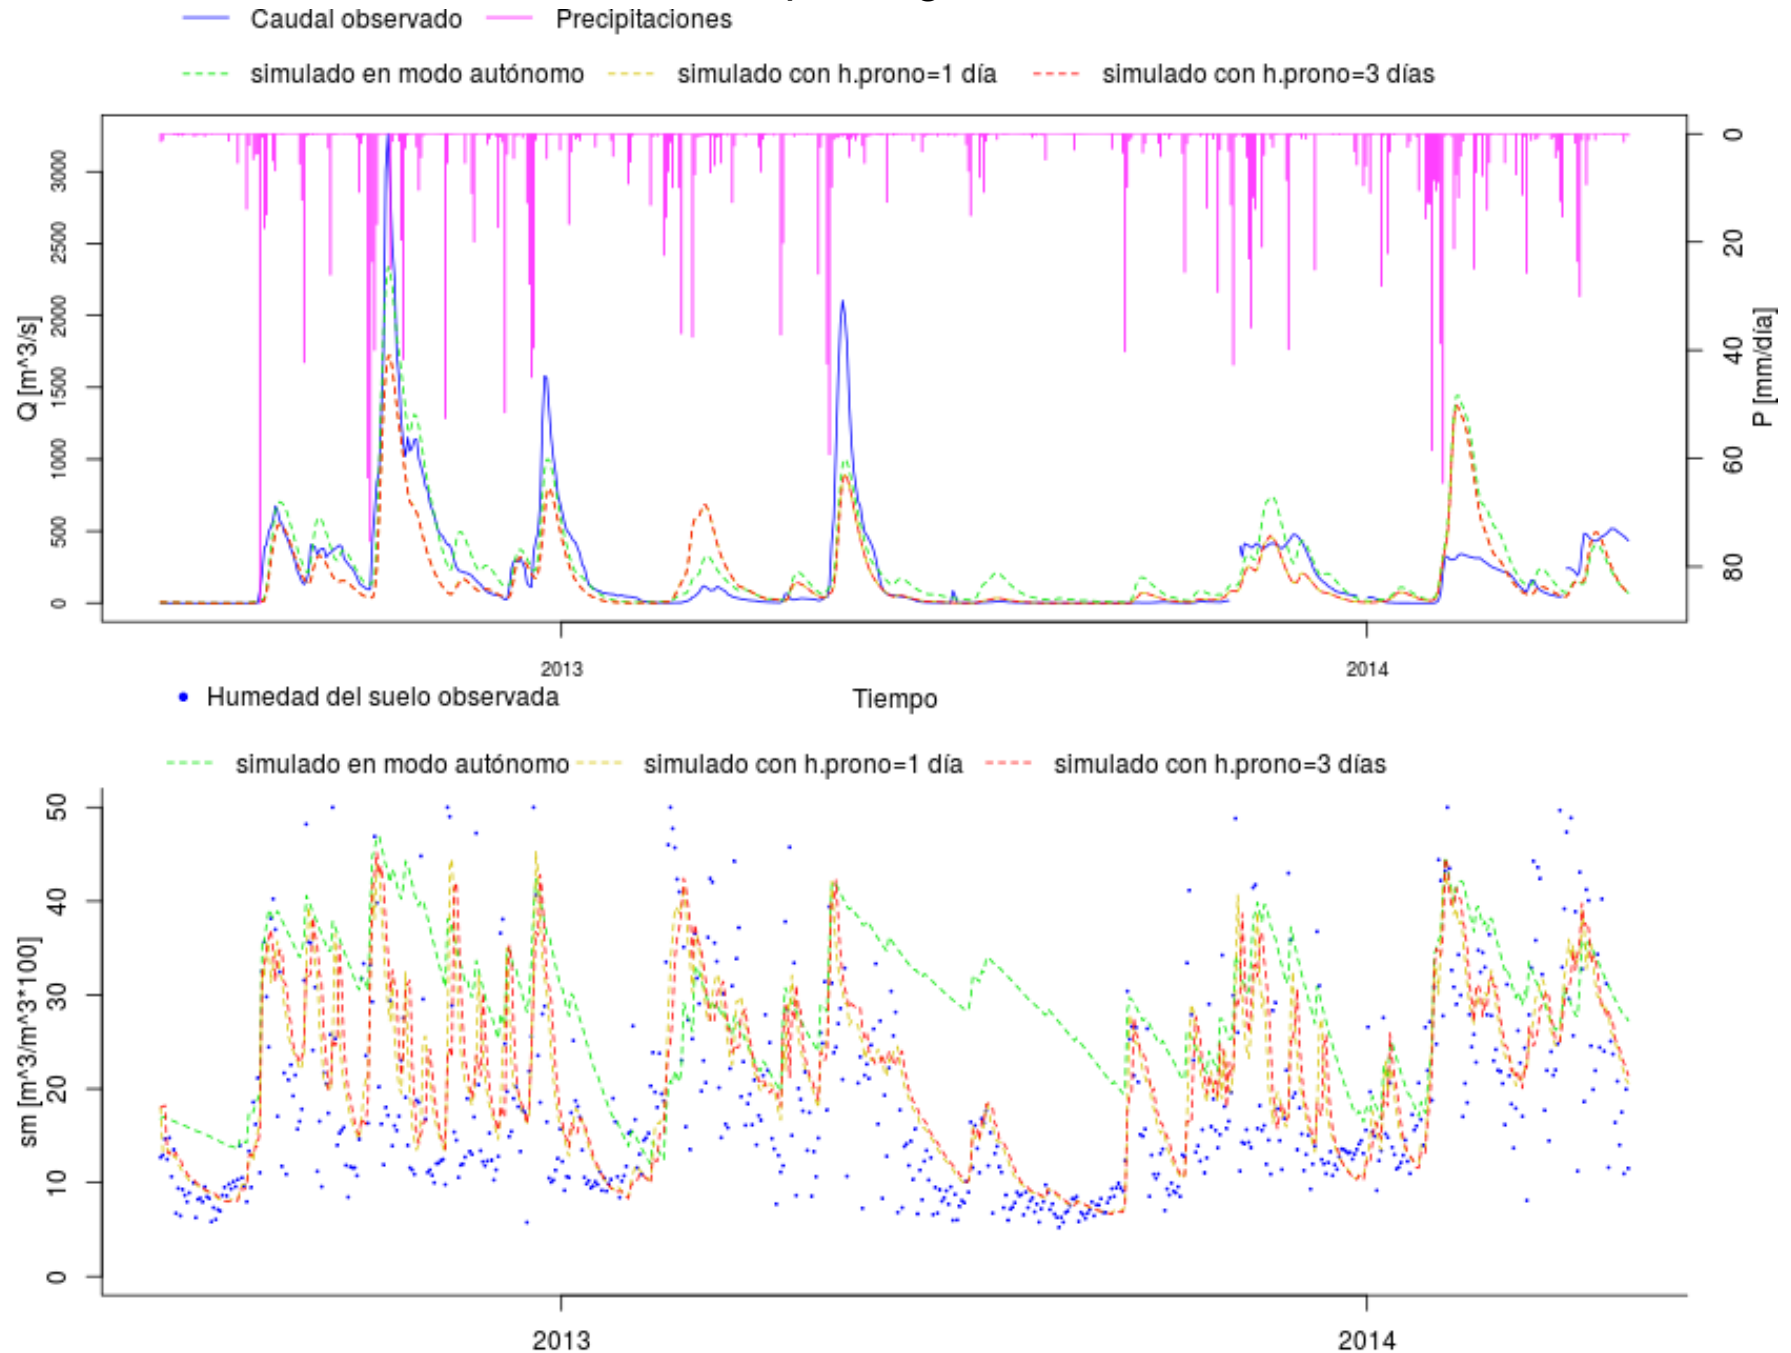 Caudal observado Precipitaciones
simulado en modo autónomo simulado con h.prono=1 día simulado con h.prono=3 días
Q [m^3/s]
0 500 1000 1500 2000 2500 3000
P [mm/día]
0 20 40 60 80
2013 2014
Tiempo
Humedad del suelo observada
simulado en modo autónomo simulado con h.prono=1 día simulado con h.prono=3 días
sm [m^3/m^3*100]
0 10 20 30 40 50
2013 2014